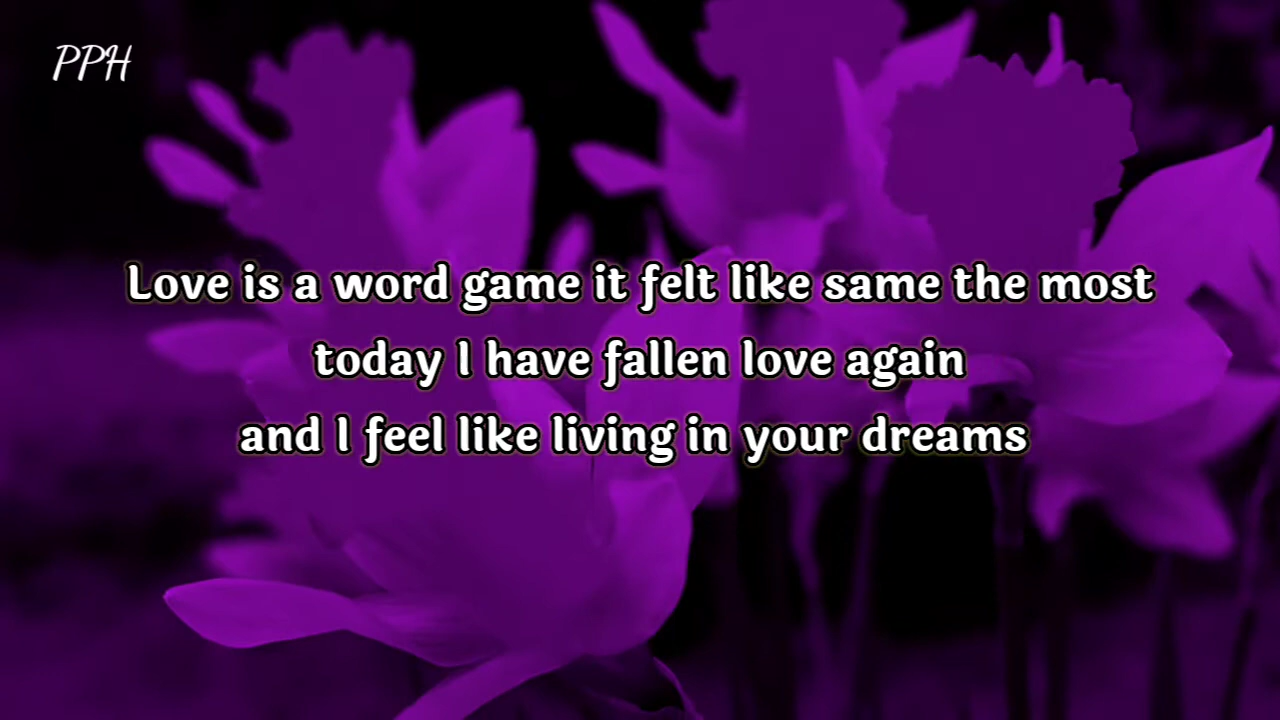 PPH
Love is a word game it felt like same the most
today I have fallen love again
and I feel like living in your dreams